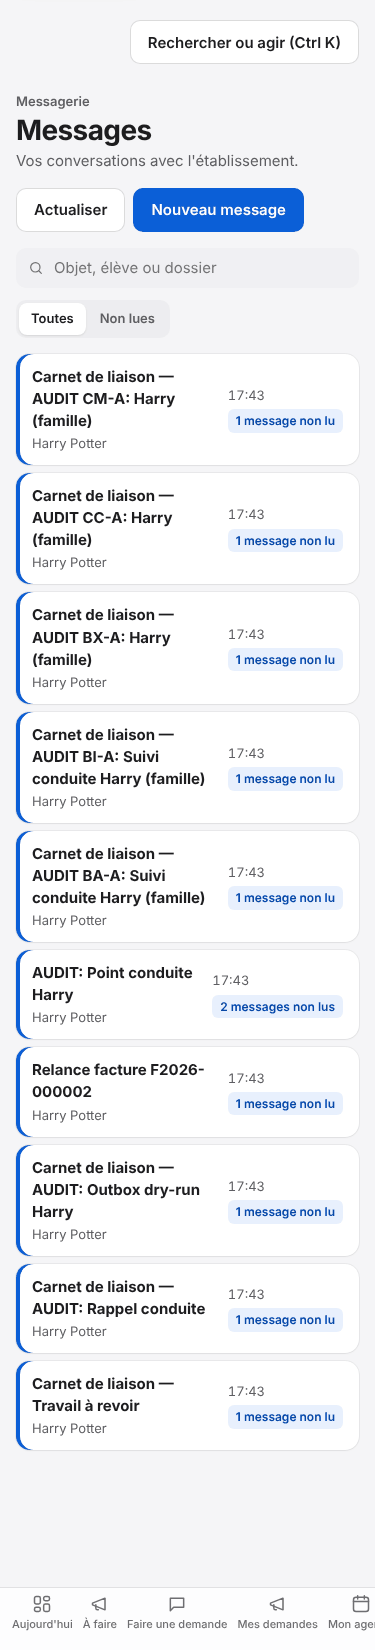 Rechercher ou agir (Ctrl K)
Messagerie
Messages
Vos conversations avec l'établissement.
Actualiser
Nouveau message
Objet, élève ou dossier
Toutes
Non lues
Carnet de liaison —
AUDIT CM-A: Harry
(famille)
Harry Potter
17:43
1 message non lu
Carnet de liaison —
AUDIT CC-A: Harry
(famille)
Harry Potter
17:43
1 message non lu
Carnet de liaison —
AUDIT BX-A: Harry
(famille)
Harry Potter
17:43
1 message non lu
Carnet de liaison —
AUDIT BI-A: Suivi
conduite Harry (famille)
Harry Potter
17:43
1 message non lu
Carnet de liaison —
AUDIT BA-A: Suivi
conduite Harry (famille)
Harry Potter
17:43
1 message non lu
AUDIT: Point conduite
Harry
Harry Potter
17:43
2 messages non lus
Relance facture F2026-
000002
Harry Potter
17:43
1 message non lu
Carnet de liaison —
AUDIT: Outbox dry-run
Harry
Harry Potter
17:43
1 message non lu
Carnet de liaison —
AUDIT: Rappel conduite
Harry Potter
17:43
1 message non lu
Carnet de liaison —
Travail à revoir
Harry Potter
17:43
1 message non lu
Aujourd'hui
À faire
Faire une demande
Mes demandes
Mon age